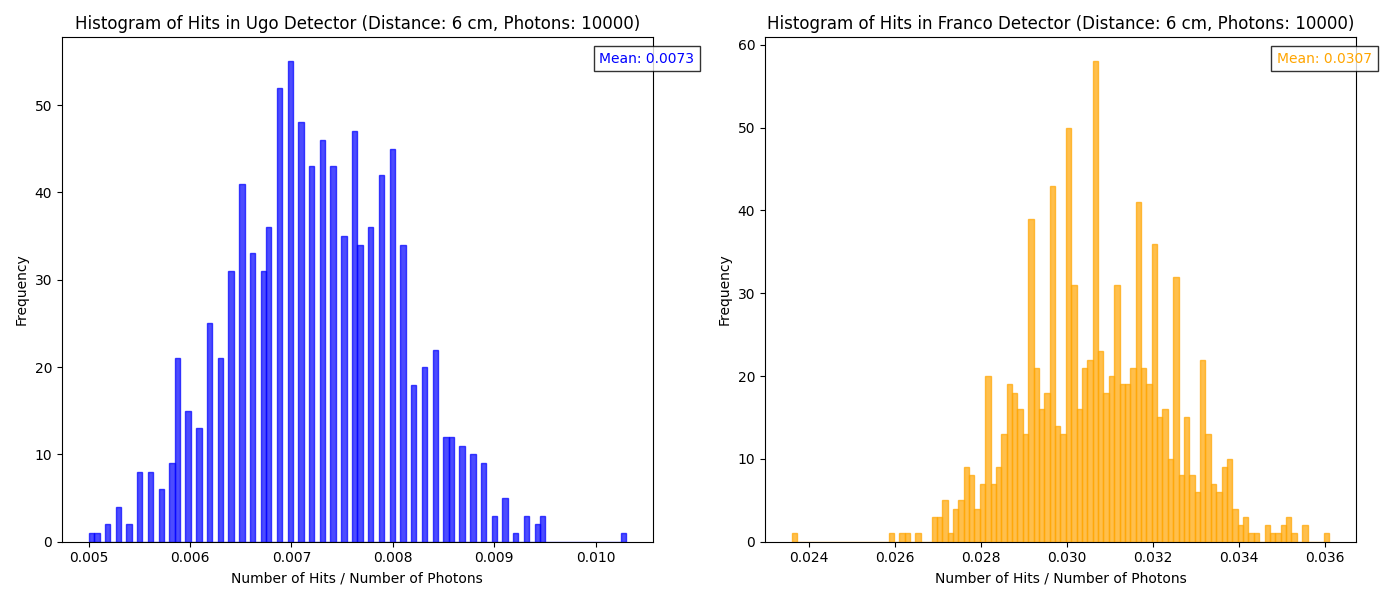 Histogram of Hits in Ugo Detector (Distance: 6 cm, Photons: 10000)
Mean: 0.0073
Frequency
50
40
30
20
10
0
0.005 0.006 0.007 0.008 0.009 0.010
Number of Hits / Number of Photons
Histogram of Hits in Franco Detector (Distance: 6 cm, Photons: 10000)
Mean: 0.0307
Frequency
60
50
40
30
20
10
0
0.024 0.026 0.028 0.030 0.032 0.034 0.036
Number of Hits / Number of Photons